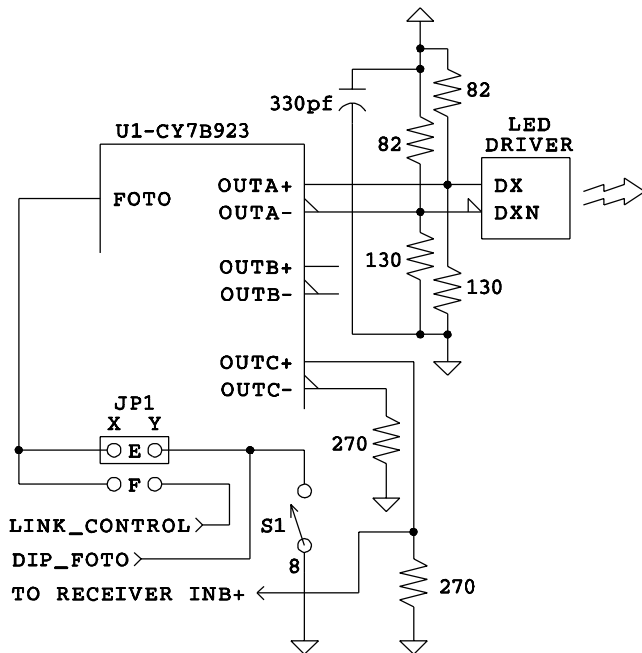 330pf
82
82
U1-CY7B923
LED
DRIVER
FOTO
OUTA+
OUTA-
DX
DXN
OUTB+
OUTB-
130
130
OUTC+
OUTC-
JP1
X Y
E
270
F
LINK_CONTROL
S1
DIP_FOTO
8
TO RECEIVER INB+
270